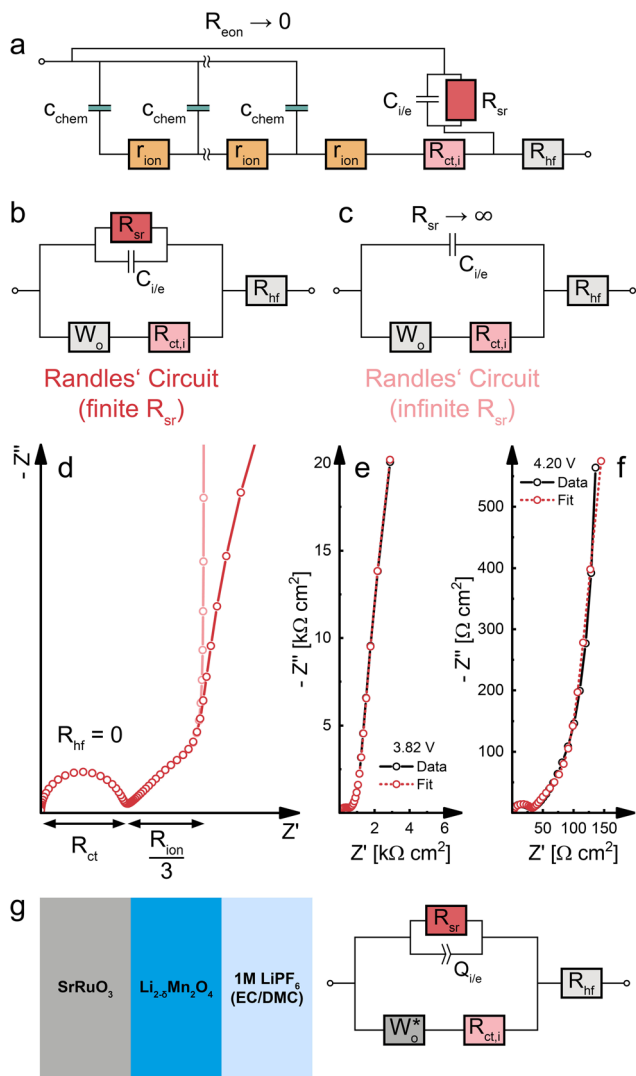 a
R_eon → 0
c_chem
c_chem
c_chem
C_i/e
R_sr
r_ion
r_ion
r_ion
R_ct,i
R_hf
b
R_sr
C_i/e
R_hf
W_o
R_ct,i
Randles‘ Circuit
(finite R_sr)
c
R_sr → ∞
C_i/e
R_hf
W_o
R_ct,i
Randles‘ Circuit
(infinite R_sr)
d
- Z''
R_hf = 0
Z'
R_ct
R_ion
3
e
- Z'' [kΩ cm²]
20
15
10
5
3.82 V
Data
Fit
2
4
6
Z' [kΩ cm²]
f
4.20 V
Data
Fit
- Z'' [Ω cm²]
500
400
300
200
100
50
100
150
Z' [Ω cm²]
g
SrRuO₃
Li₂₋δMn₂O₄
1M LiPF₆
(EC/DMC)
R_sr
Q_i/e
R_hf
W_o*
R_ct,i